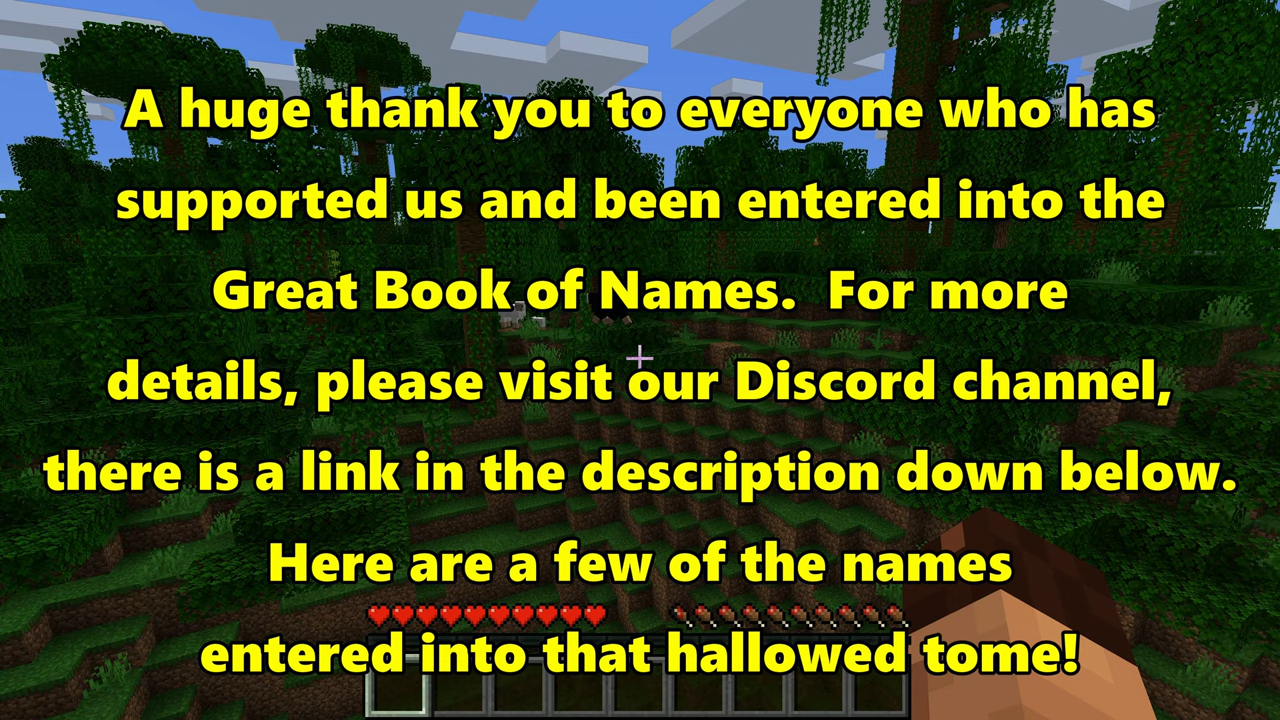 A huge thank you to everyone who has
supported us and been entered into the
Great Book of Names.  For more
details, please visit our Discord channel,
there is a link in the description down below.
Here are a few of the names
entered into that hallowed tome!